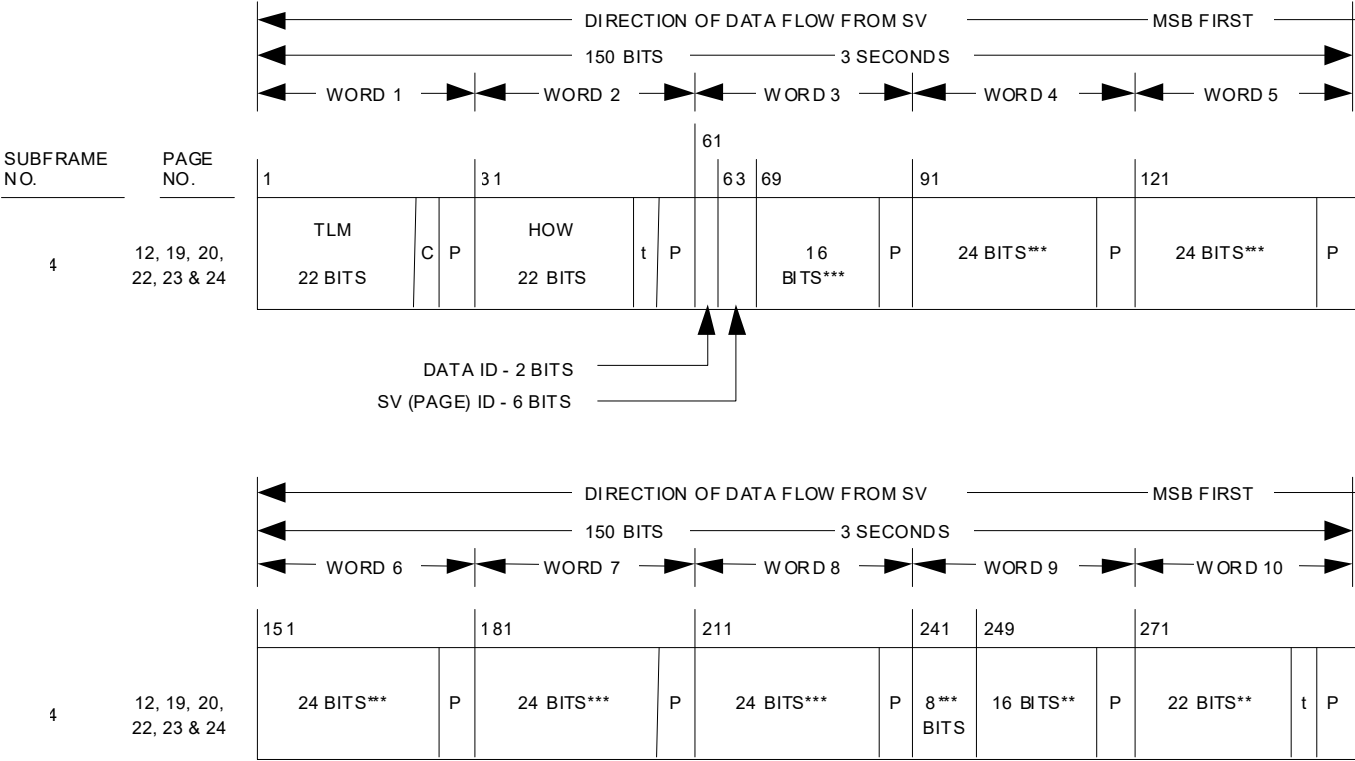 DIRECTION OF DATA FLOW FROM SV MSB FIRST
150 BITS 3 SECONDS
WORD 1 WORD 2 WORD 3 WORD 4 WORD 5
61
SUBFRAME PAGE
NO. NO. 1 31 63 69 91 121
TLM HOW
4 12, 19, 20, C P t P 16 P 24 BITS*** P 24 BITS*** P
22, 23 & 24 22 BITS 22 BITS BITS***
DATA ID - 2 BITS
SV (PAGE) ID - 6 BITS
DIRECTION OF DATA FLOW FROM SV MSB FIRST
150 BITS 3 SECONDS
WORD 6 WORD 7 WORD 8 WORD 9 WORD 10
151 181 211 241 249 271
4 12, 19, 20, 24 BITS*** P 24 BITS*** P 24 BITS*** P 8*** 16 BITS** P 22 BITS** t P
22, 23 & 24 BITS